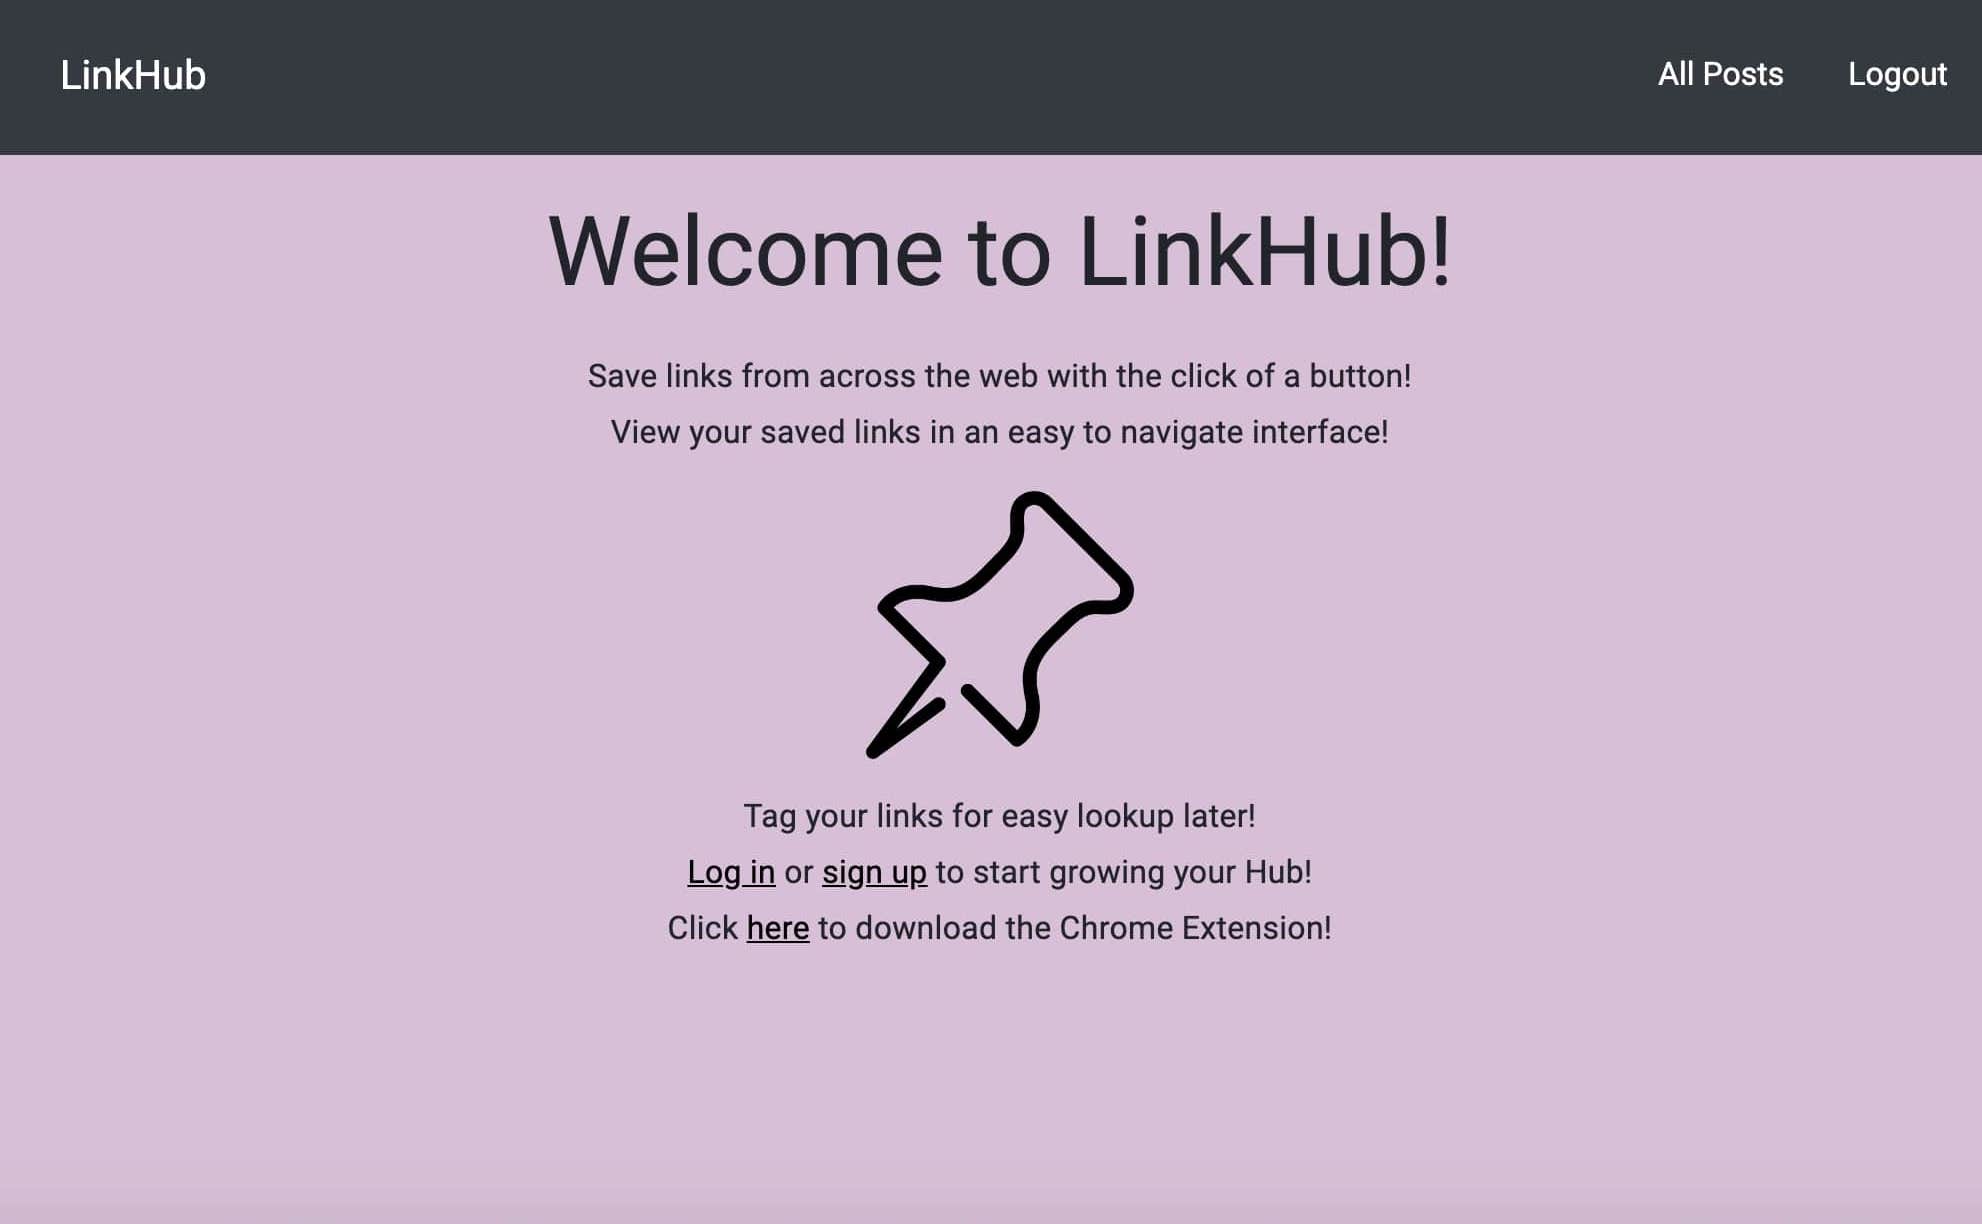 LinkHub
All Posts
Logout
Welcome to LinkHub!
Save links from across the web with the click of a button!
View your saved links in an easy to navigate interface!
Tag your links for easy lookup later!
Log in or sign up to start growing your Hub!
Click here to download the Chrome Extension!